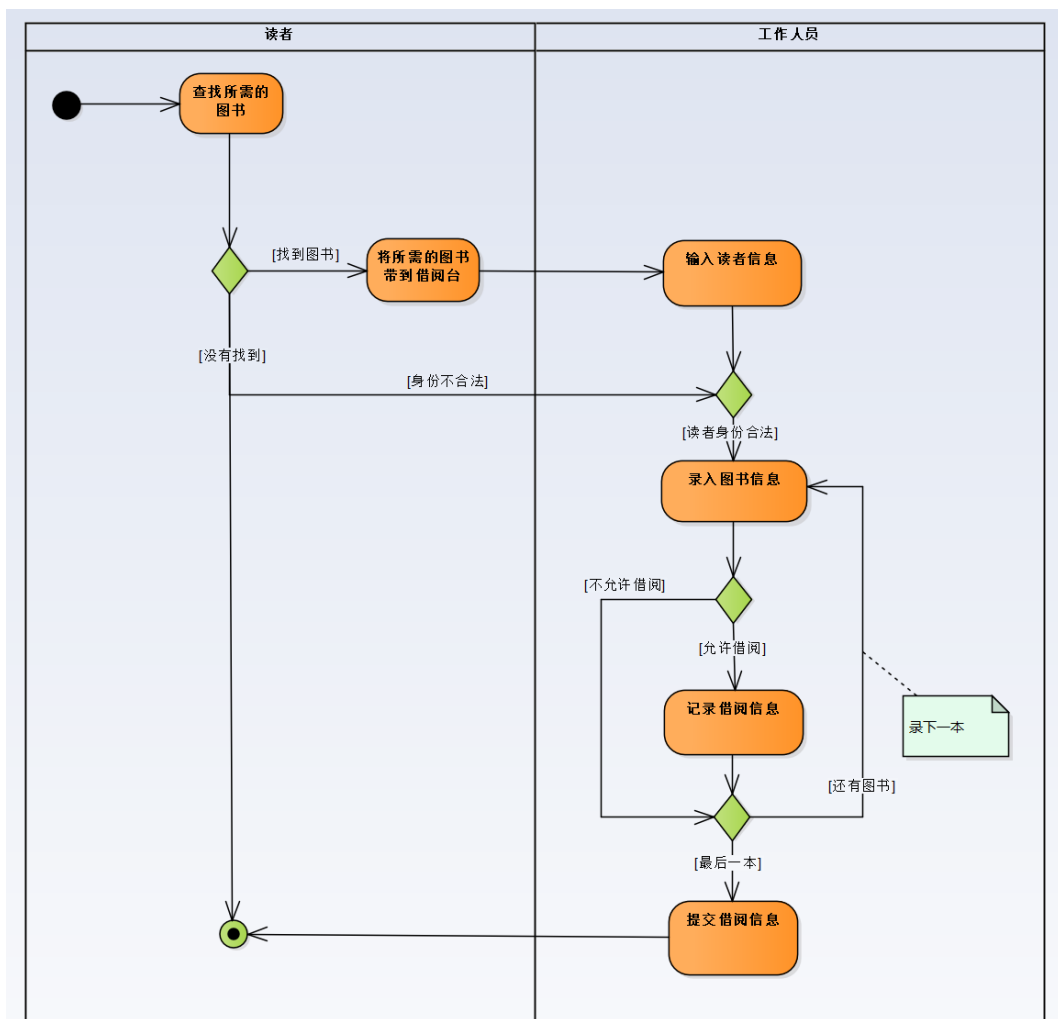 读者
工作人员
查找所需的
图书
[找到图书]
将所需的图书
带到借阅台
输入读者信息
[没有找到]
[身份不合法]
[读者身份合法]
录入图书信息
[不允许借阅]
[允许借阅]
记录借阅信息
录下一本
[还有图书]
[最后一本]
提交借阅信息